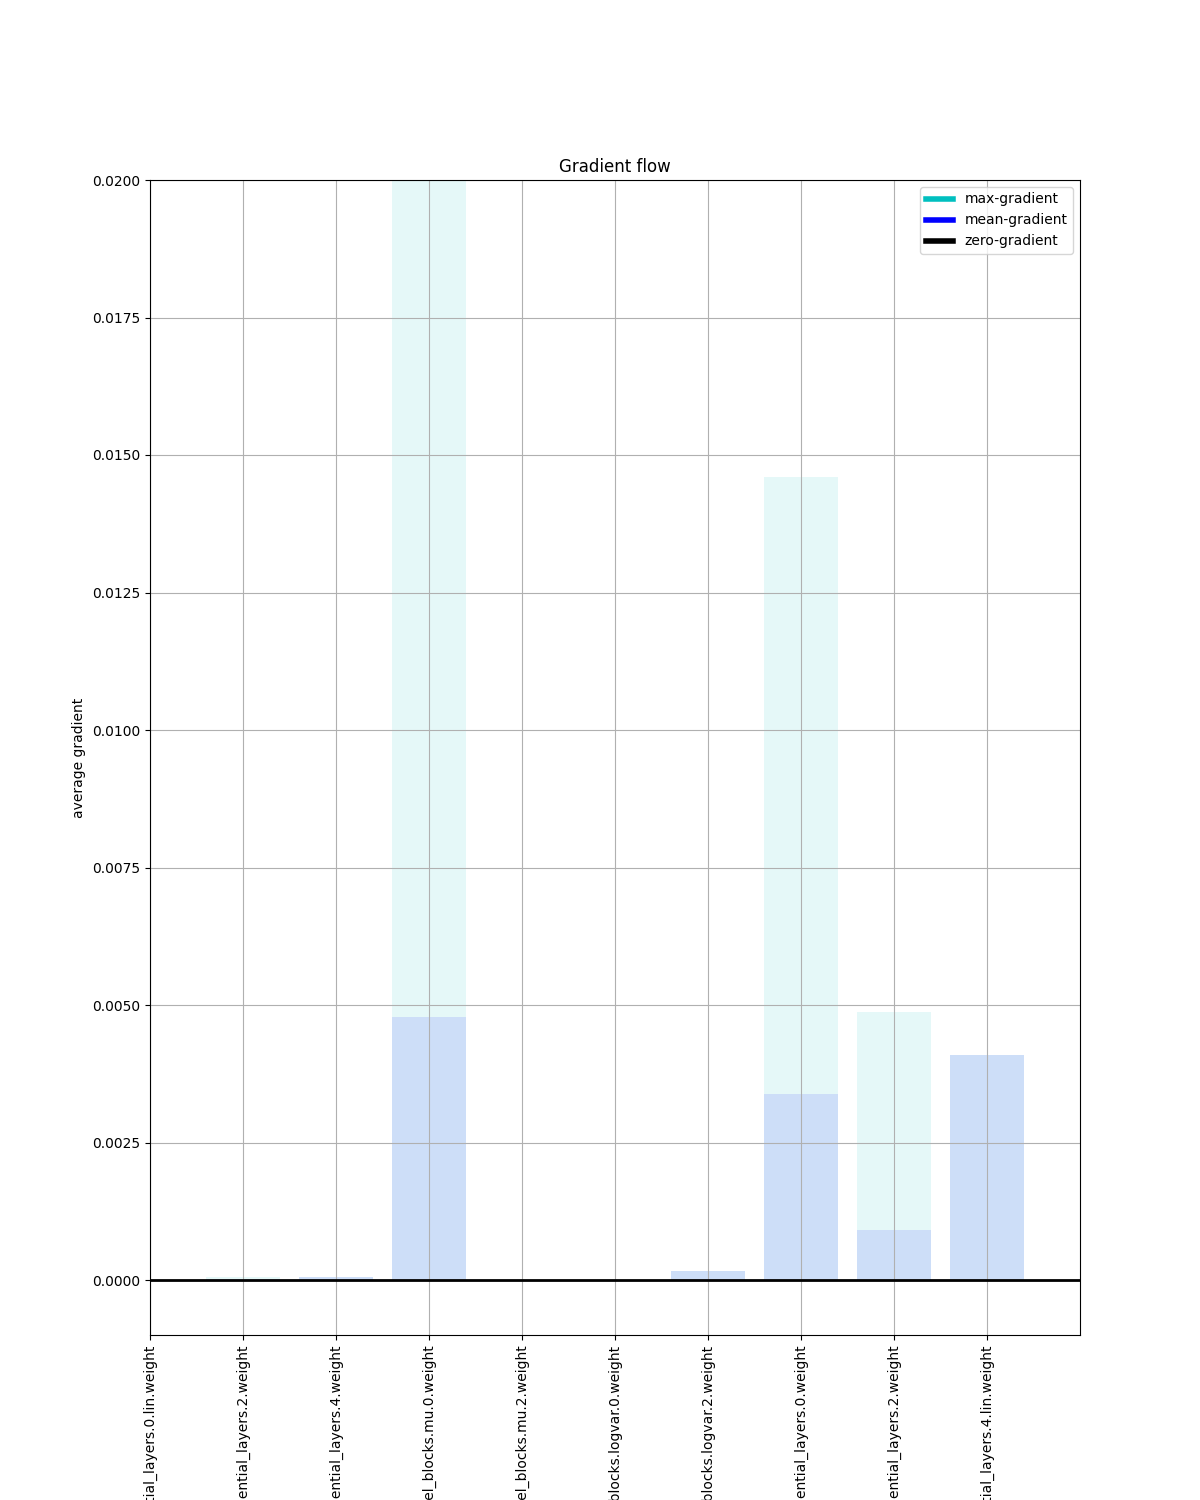 Gradient flow
max-gradient
mean-gradient
zero-gradient
0.0200
0.0175
0.0150
0.0125
0.0100
0.0075
0.0050
0.0025
0.0000
average gradient
tial_layers.0.lin.weight
ential_layers.2.weight
ential_layers.4.weight
el_blocks.mu.0.weight
el_blocks.mu.2.weight
blocks.logvar.0.weight
blocks.logvar.2.weight
ential_layers.0.weight
ential_layers.2.weight
tial_layers.4.lin.weight